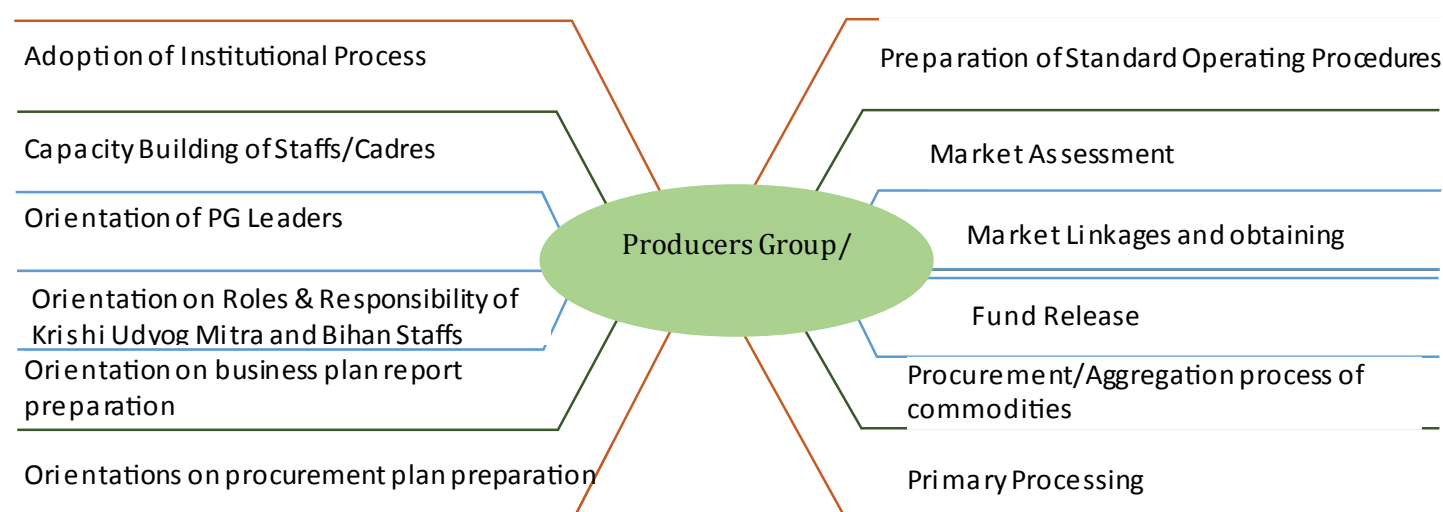 Adoption of Institutional Process
Capacity Building of Staffs/Cadres
Orientation of PG Leaders
Orientation on Roles & Responsibility of
Krishi Udyog Mitra and Bihan Staffs
Orientation on business plan report
preparation
Orientations on procurement plan preparation
Producers Group/
Preparation of Standard Operating Procedures
Market Assessment
Market Linkages and obtaining
Fund Release
Procurement/Aggregation process of
commodities
Primary Processing